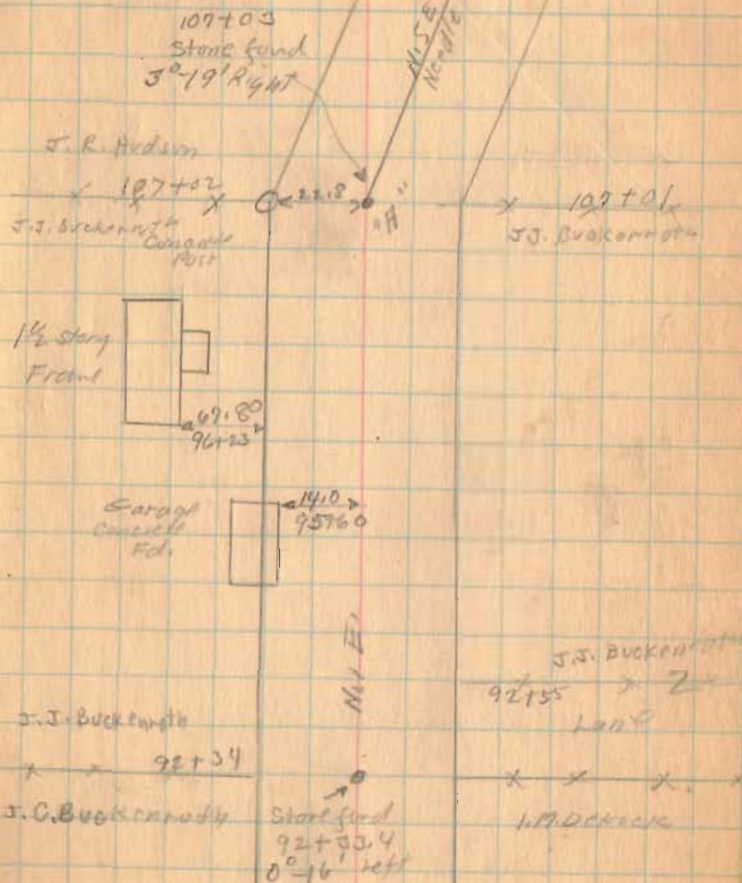 107+03
Stone found
3°-19' Right
N.5 E
Needle
J. R. Hudson
107+02
22.8
"A"
107+01
J.J. Buckenroth
Concrete
Post
J.J. Buckenroth
1½ Story
Frame
67.80
96+23
Garage
Concrete
Fdn
14.0
95+60
N.1 E.
J.J. Buckenroth
92+55
Lane
J.J. Buckenroth
92+34
J.C. Buckenroth
Stone found
92+33.4
0°-16' left